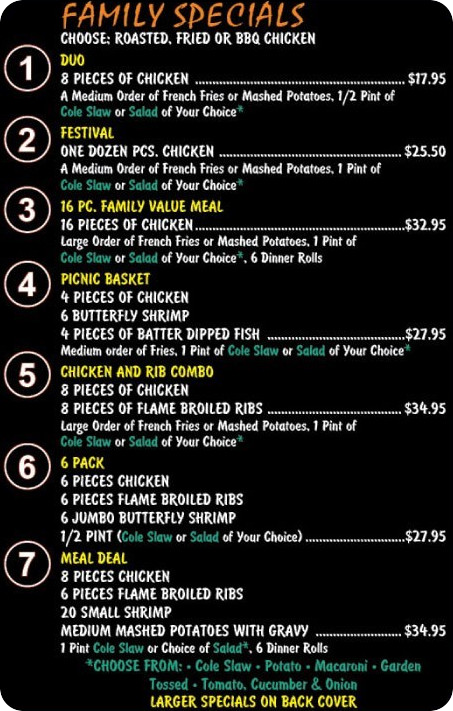 FAMILY SPECIALS
CHOOSE: ROASTED, FRIED OR BBQ CHICKEN
1 DUO
8 PIECES OF CHICKEN ........ $17.95
A Medium Order of French Fries or Mashed Potatoes, 1/2 Pint of
Cole Slaw or Salad of Your Choice*
2 FESTIVAL
ONE DOZEN PCS. CHICKEN ........ $25.50
A Medium Order of French Fries or Mashed Potatoes, 1 Pint of
Cole Slaw or Salad of Your Choice*
3 16 PC. FAMILY VALUE MEAL
16 PIECES OF CHICKEN ........ $32.95
Large Order of French Fries or Mashed Potatoes, 1 Pint of
Cole Slaw or Salad of Your Choice*, 6 Dinner Rolls
4 PICNIC BASKET
4 PIECES OF CHICKEN
6 BUTTERFLY SHRIMP
4 PIECES OF BATTER DIPPED FISH ........ $27.95
Medium order of Fries, 1 Pint of Cole Slaw or Salad of Your Choice*
5 CHICKEN AND RIB COMBO
8 PIECES OF CHICKEN
8 PIECES OF FLAME BROILED RIBS ........ $34.95
Large Order of French Fries or Mashed Potatoes, 1 Pint of
Cole Slaw or Salad of Your Choice*
6 6 PACK
6 PIECES CHICKEN
6 PIECES FLAME BROILED RIBS
6 JUMBO BUTTERFLY SHRIMP
1/2 PINT (Cole Slaw or Salad of Your Choice) ........ $27.95
7 MEAL DEAL
8 PIECES CHICKEN
6 PIECES FLAME BROILED RIBS
20 SMALL SHRIMP
MEDIUM MASHED POTATOES WITH GRAVY ........ $34.95
1 Pint Cole Slaw or Choice of Salad*, 6 Dinner Rolls
*CHOOSE FROM: • Cole Slaw • Potato • Macaroni • Garden
Tossed • Tomato, Cucumber & Onion
LARGER SPECIALS ON BACK COVER